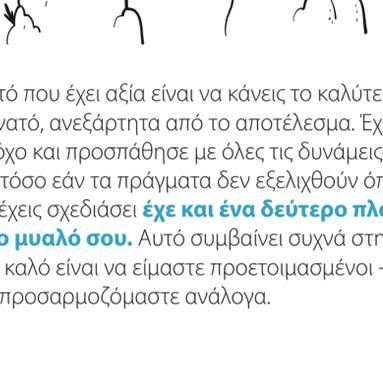 τό που έχει αξία είναι να κάνεις το καλύτε
νατό, ανεξάρτητα από το αποτέλεσμα. Έχ
όχο και προσπάθησε με όλες τις δυνάμεις
τόσο εάν τα πράγματα δεν εξελιχθούν όπ
έχεις σχεδιάσει έχε και ένα δεύτερο πλά
ο μυαλό σου. Αυτό συμβαίνει συχνά στη
καλό είναι να είμαστε προετοιμασμένοι -
προσαρμοζόμαστε ανάλογα.